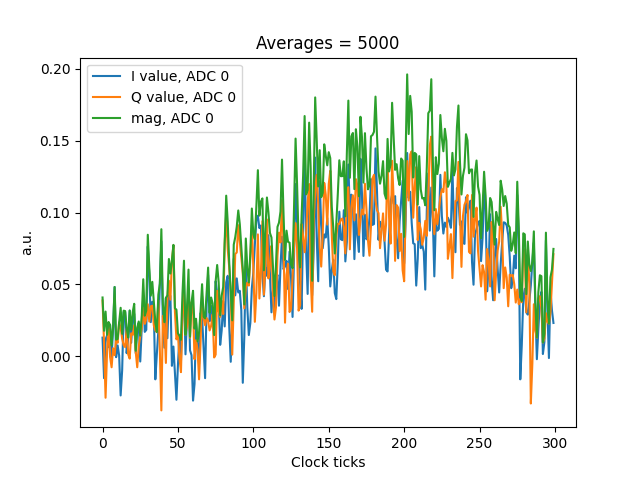 Averages = 5000
I value, ADC 0
Q value, ADC 0
mag, ADC 0
0.20
0.15
0.10
0.05
0.00
a.u.
0 50 100 150 200 250 300
Clock ticks